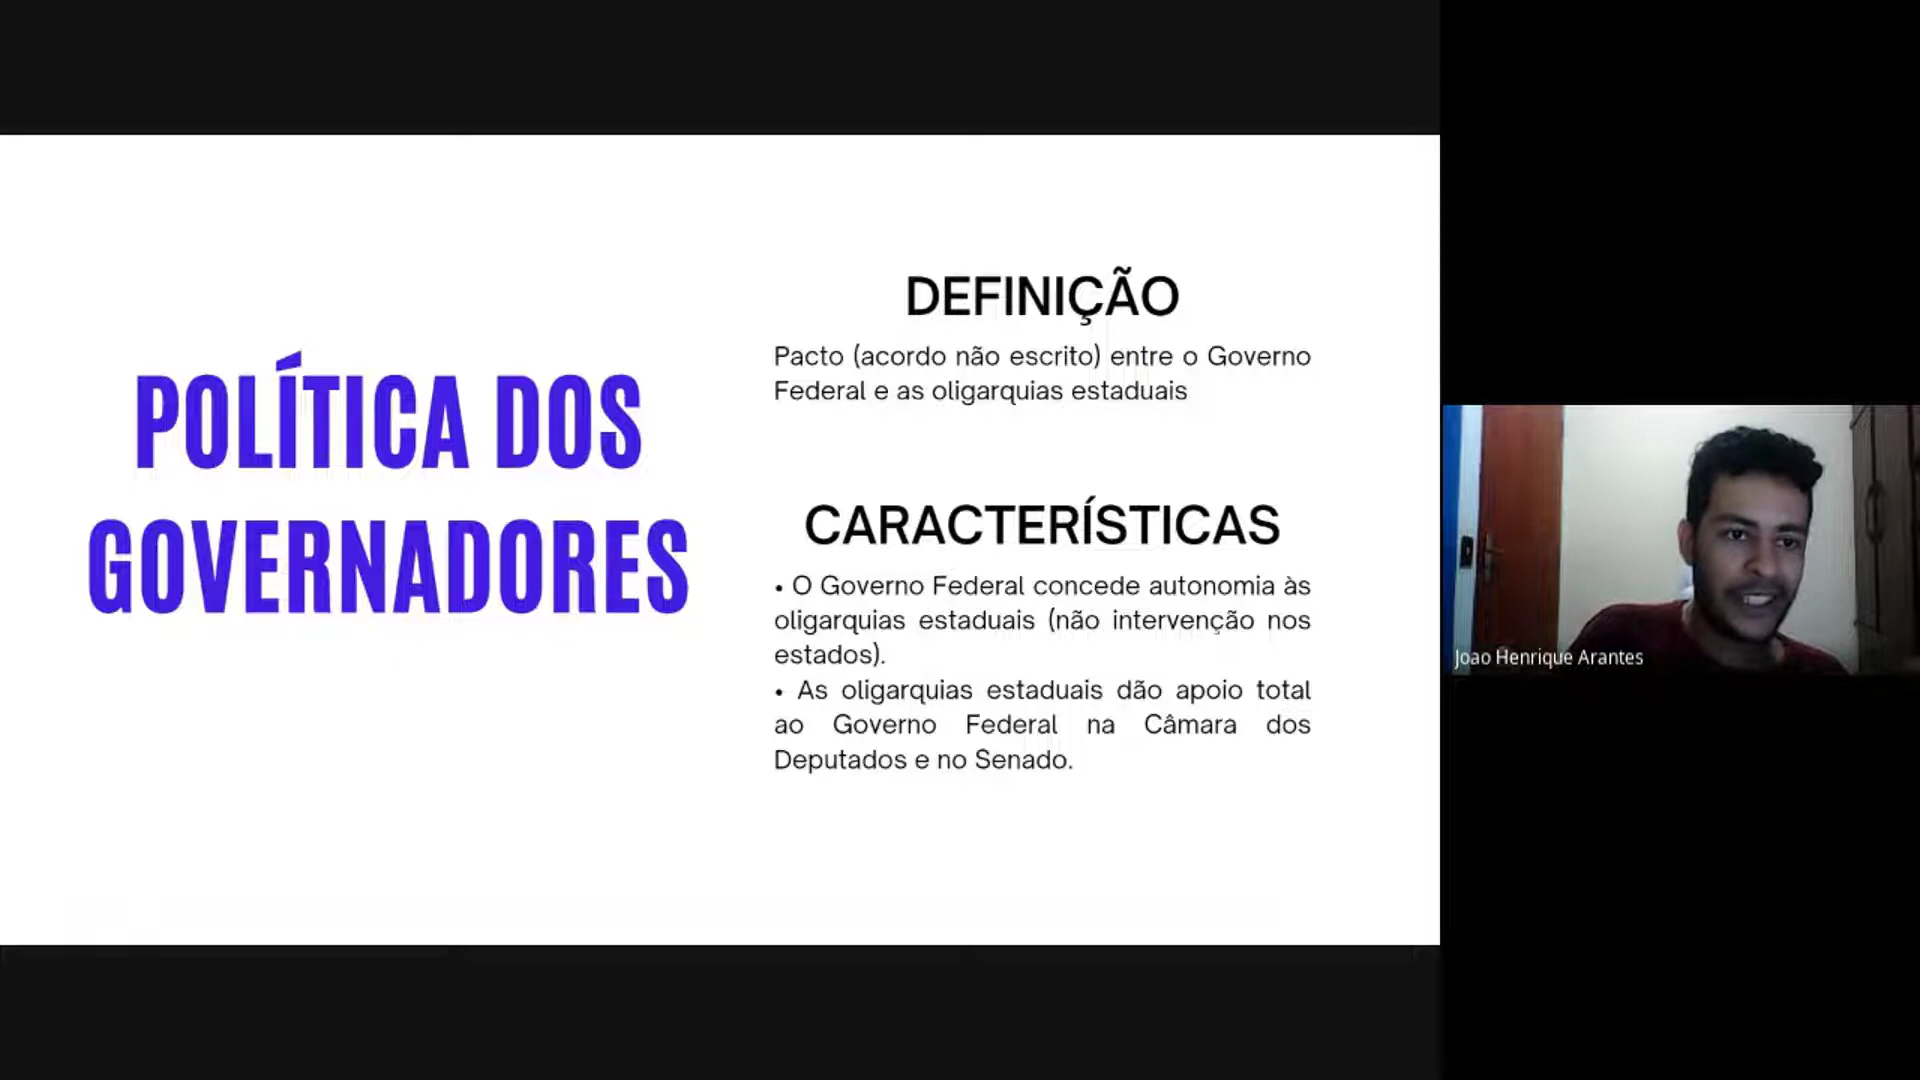 POLÍTICA DOS
GOVERNADORES
DEFINIÇÃO
Pacto (acordo não escrito) entre o Governo
Federal e as oligarquias estaduais
CARACTERÍSTICAS
• O Governo Federal concede autonomia às
oligarquias estaduais (não intervenção nos
estados).
• As oligarquias estaduais dão apoio total
ao Governo Federal na Câmara dos
Deputados e no Senado.
Joao Henrique Arantes